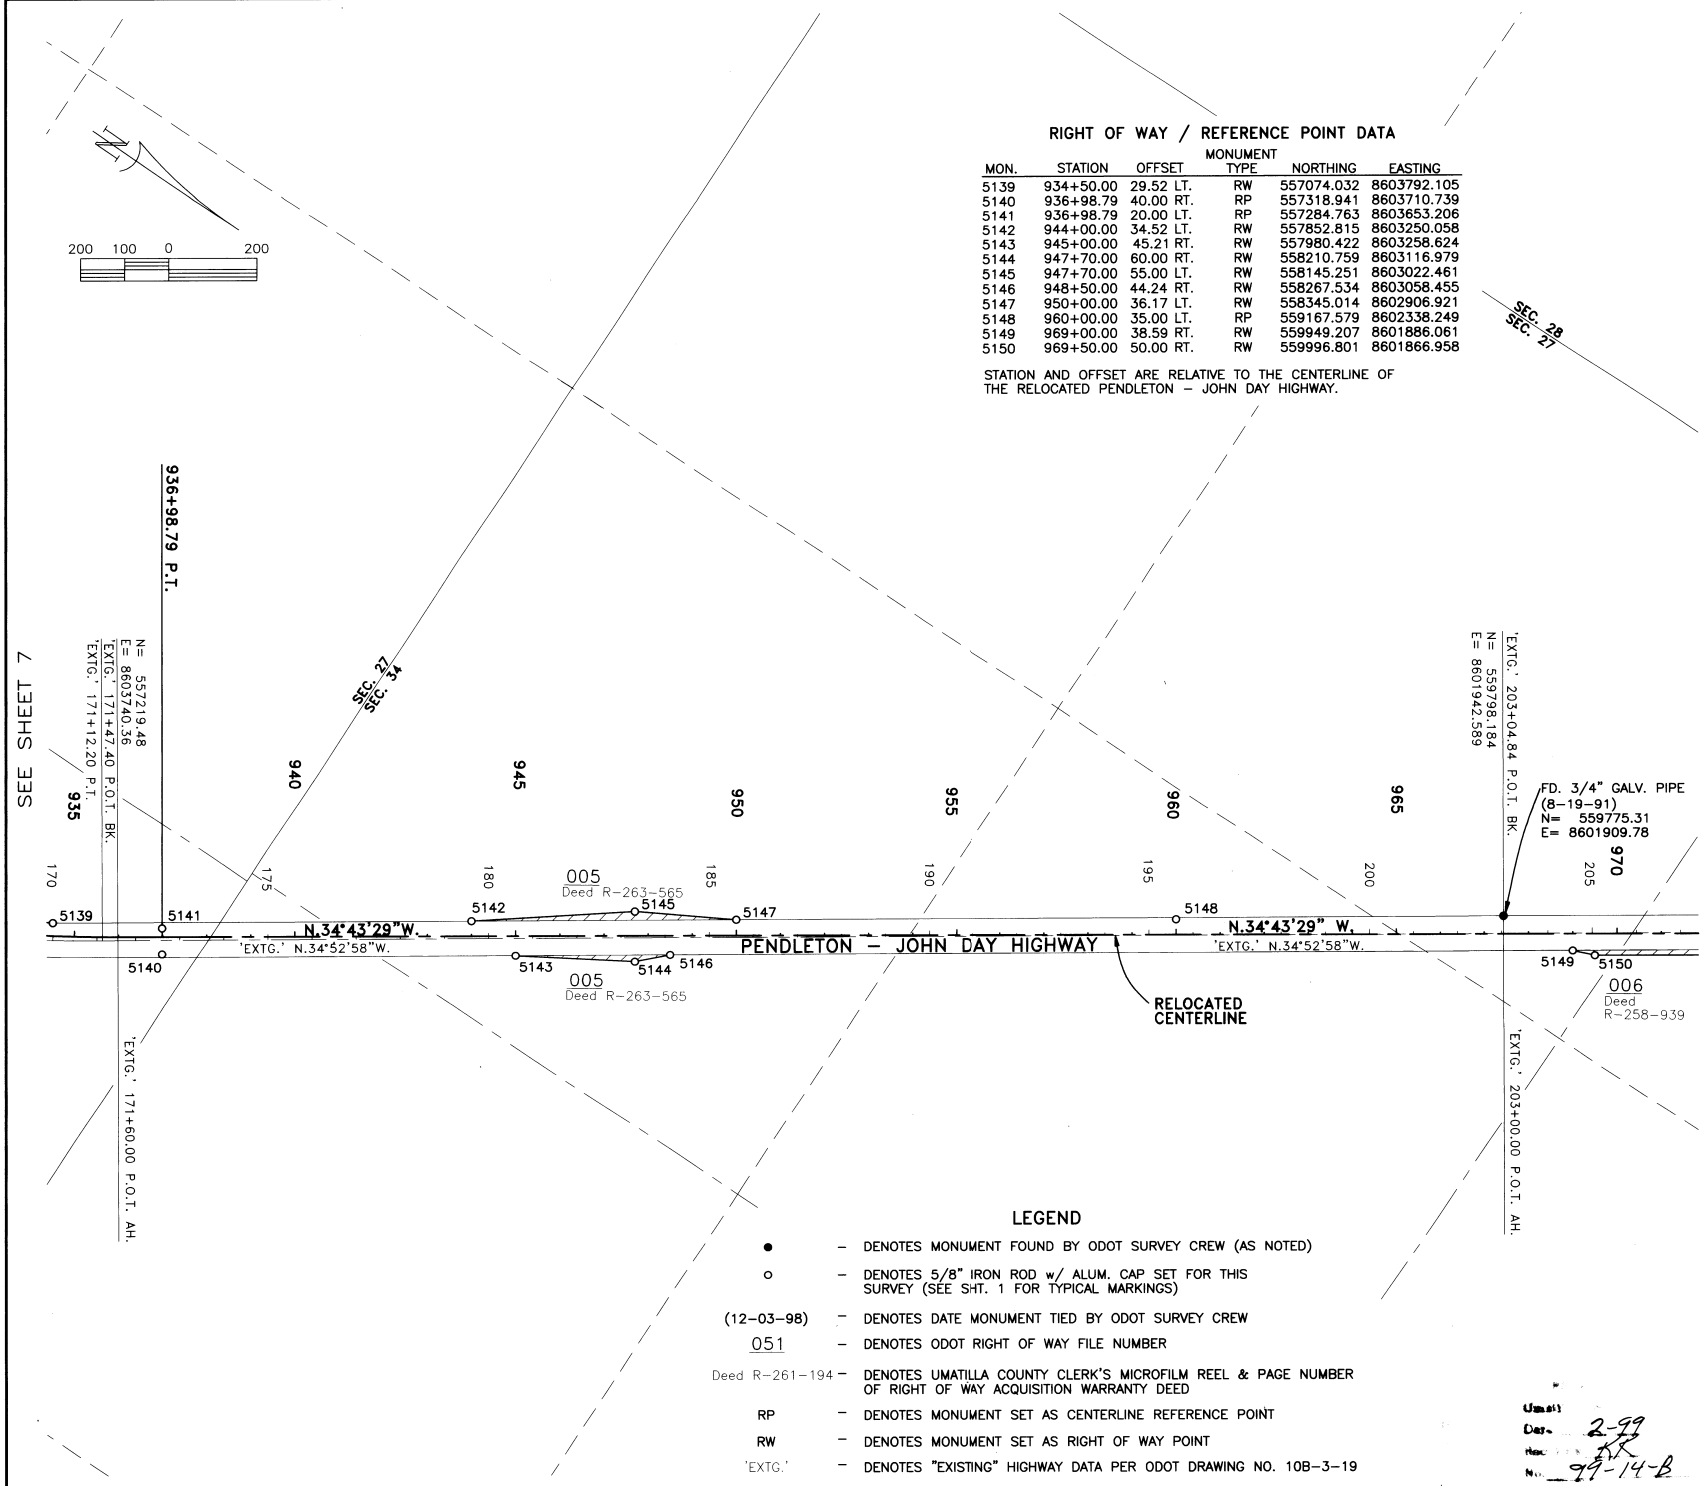 N
200 100 0 200
RIGHT OF WAY / REFERENCE POINT DATA
MONUMENT
MON. STATION OFFSET TYPE NORTHING EASTING
5139 934+50.00 29.52 LT. RW 557074.032 8603792.105
5140 936+98.79 40.00 RT. RP 557318.941 8603710.739
5141 936+98.79 20.00 LT. RP 557284.763 8603653.206
5142 944+00.00 34.52 LT. RW 557852.815 8603250.058
5143 945+00.00 45.21 RT. RW 557980.422 8603258.624
5144 947+70.00 60.00 RT. RW 558210.759 8603116.979
5145 947+70.00 55.00 LT. RW 558145.251 8603022.461
5146 948+50.00 44.24 RT. RW 558267.534 8603058.455
5147 950+00.00 36.17 LT. RW 558345.014 8602906.921
5148 960+00.00 35.00 LT. RP 559167.579 8602338.249
5149 969+00.00 38.59 RT. RW 559949.207 8601886.061
5150 969+50.00 50.00 RT. RW 559996.801 8601866.958
STATION AND OFFSET ARE RELATIVE TO THE CENTERLINE OF
THE RELOCATED PENDLETON – JOHN DAY HIGHWAY.
SEC. 28
SEC. 27
936+98.79 P.T.
SEE SHEET 7
N= 557219.48
E= 8603740.36
'EXTG.' 171+47.40 P.O.T. BK.
'EXTG.' 171+12.20 P.T.
SEC. 27
SEC. 34
'EXTG.' 203+04.84 P.O.T. BK.
N= 559798.184
E= 8601942.589
FD. 3/4" GALV. PIPE
(8-19-91)
N= 559775.31
E= 8601909.78
935
940
945
950
955
960
965
970
170
175
180
185
190
195
200
205
005
Deed R-263-565
5139
5141
5142
5145
5147
5148
N.34°43'29"W.
N.34°43'29" W.
'EXTG.' N.34°52'58"W.
PENDLETON – JOHN DAY HIGHWAY
'EXTG.' N.34°52'58"W.
5140
5143
5144
5146
5149
5150
005
Deed R-263-565
006
Deed
R-258-939
RELOCATED
CENTERLINE
'EXTG.' 171+60.00 P.O.T. AH.
'EXTG.' 203+00.00 P.O.T. AH.
LEGEND
– DENOTES MONUMENT FOUND BY ODOT SURVEY CREW (AS NOTED)
– DENOTES 5/8" IRON ROD w/ ALUM. CAP SET FOR THIS
SURVEY (SEE SHT. 1 FOR TYPICAL MARKINGS)
(12-03-98) – DENOTES DATE MONUMENT TIED BY ODOT SURVEY CREW
051 – DENOTES ODOT RIGHT OF WAY FILE NUMBER
Deed R-261-194 – DENOTES UMATILLA COUNTY CLERK'S MICROFILM REEL & PAGE NUMBER
OF RIGHT OF WAY ACQUISITION WARRANTY DEED
RP – DENOTES MONUMENT SET AS CENTERLINE REFERENCE POINT
RW – DENOTES MONUMENT SET AS RIGHT OF WAY POINT
'EXTG.' – DENOTES "EXISTING" HIGHWAY DATA PER ODOT DRAWING NO. 10B-3-19
2-99
KR
99-14-B